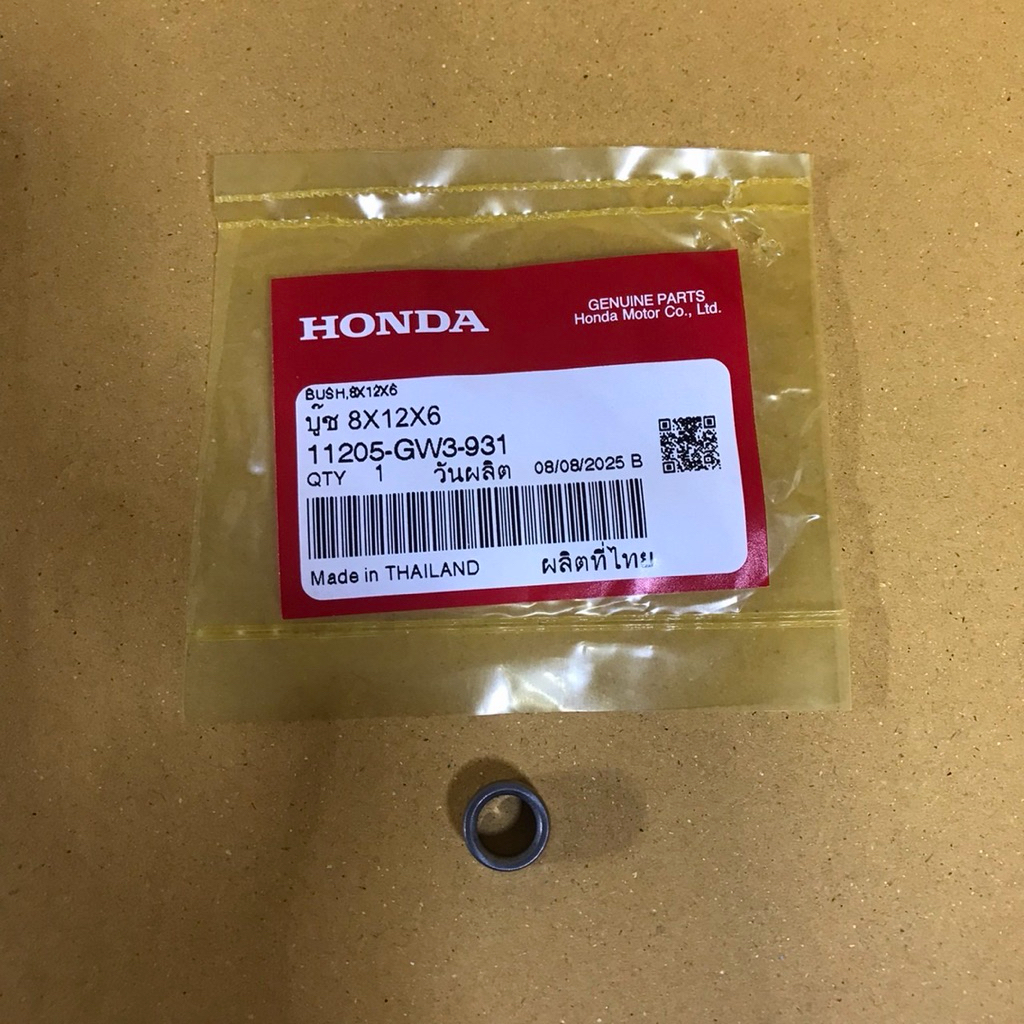 HONDA
GENUINE PARTS
Honda Motor Co., Ltd.
BUSH,8X12X6
บู๊ช 8X12X6
11205-GW3-931
QTY 1 วันผลิต 08/08/2025 B
Made in THAILAND ผลิตที่ไทย